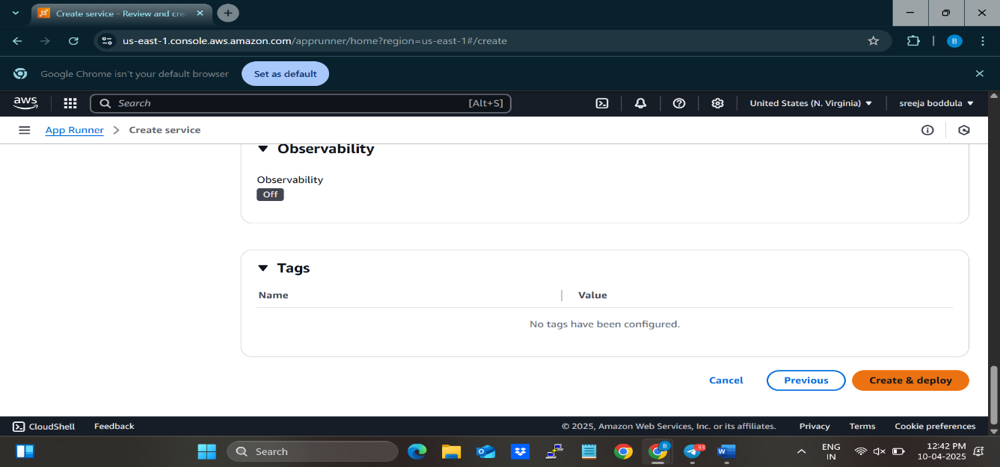 Create service - Review and cre
us-east-1.console.aws.amazon.com/apprunner/home?region=us-east-1#/create
B
Google Chrome isn't your default browser
Set as default
aws
Search
[Alt+S]
United States (N. Virginia)
sreeja boddula
App Runner
Create service
Observability
Observability
Off
Tags
Name
Value
No tags have been configured.
Cancel
Previous
Create & deploy
CloudShell
Feedback
© 2025, Amazon Web Services, Inc. or its affiliates.
Privacy
Terms
Cookie preferences
Search
B
93
W
ENG
IN
12:42 PM
10-04-2025